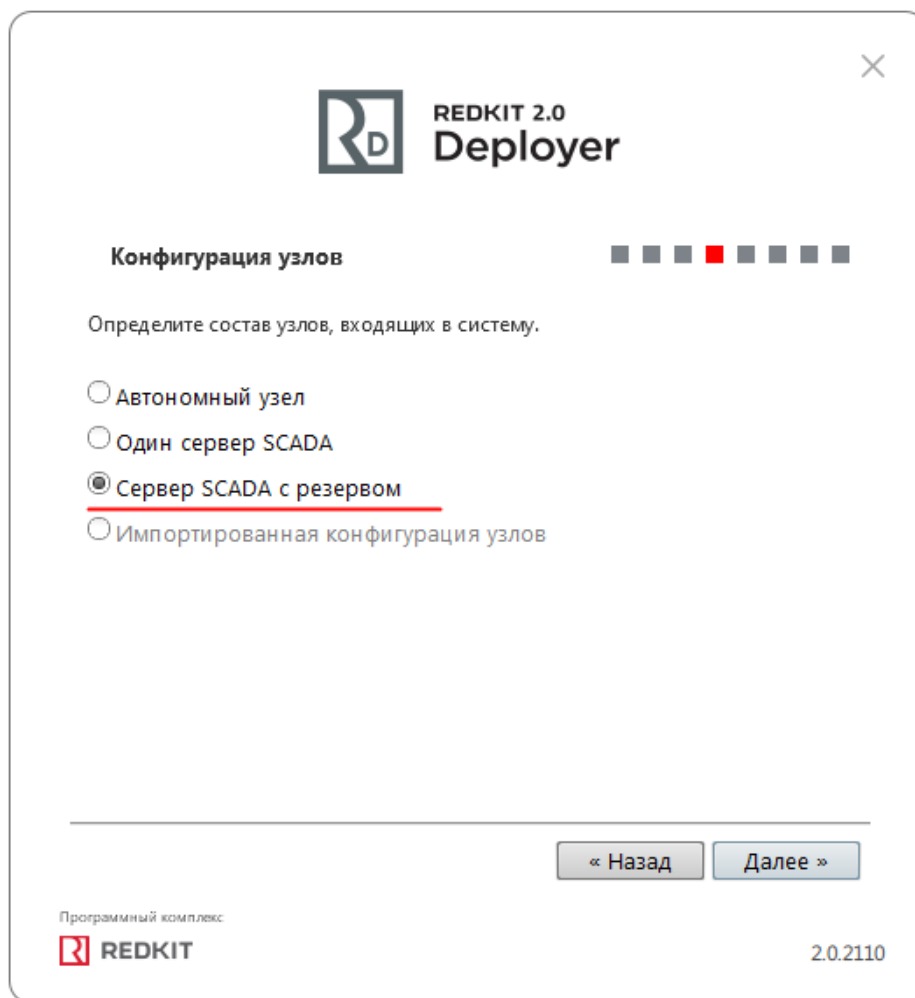 REDKIT 2.0
Deployer
Конфигурация узлов
Определите состав узлов, входящих в систему.
Автономный узел
Один сервер SCADA
Сервер SCADA с резервом
Импортированная конфигурация узлов
« Назад
Далее »
Программный комплекс
REDKIT
2.0.2110